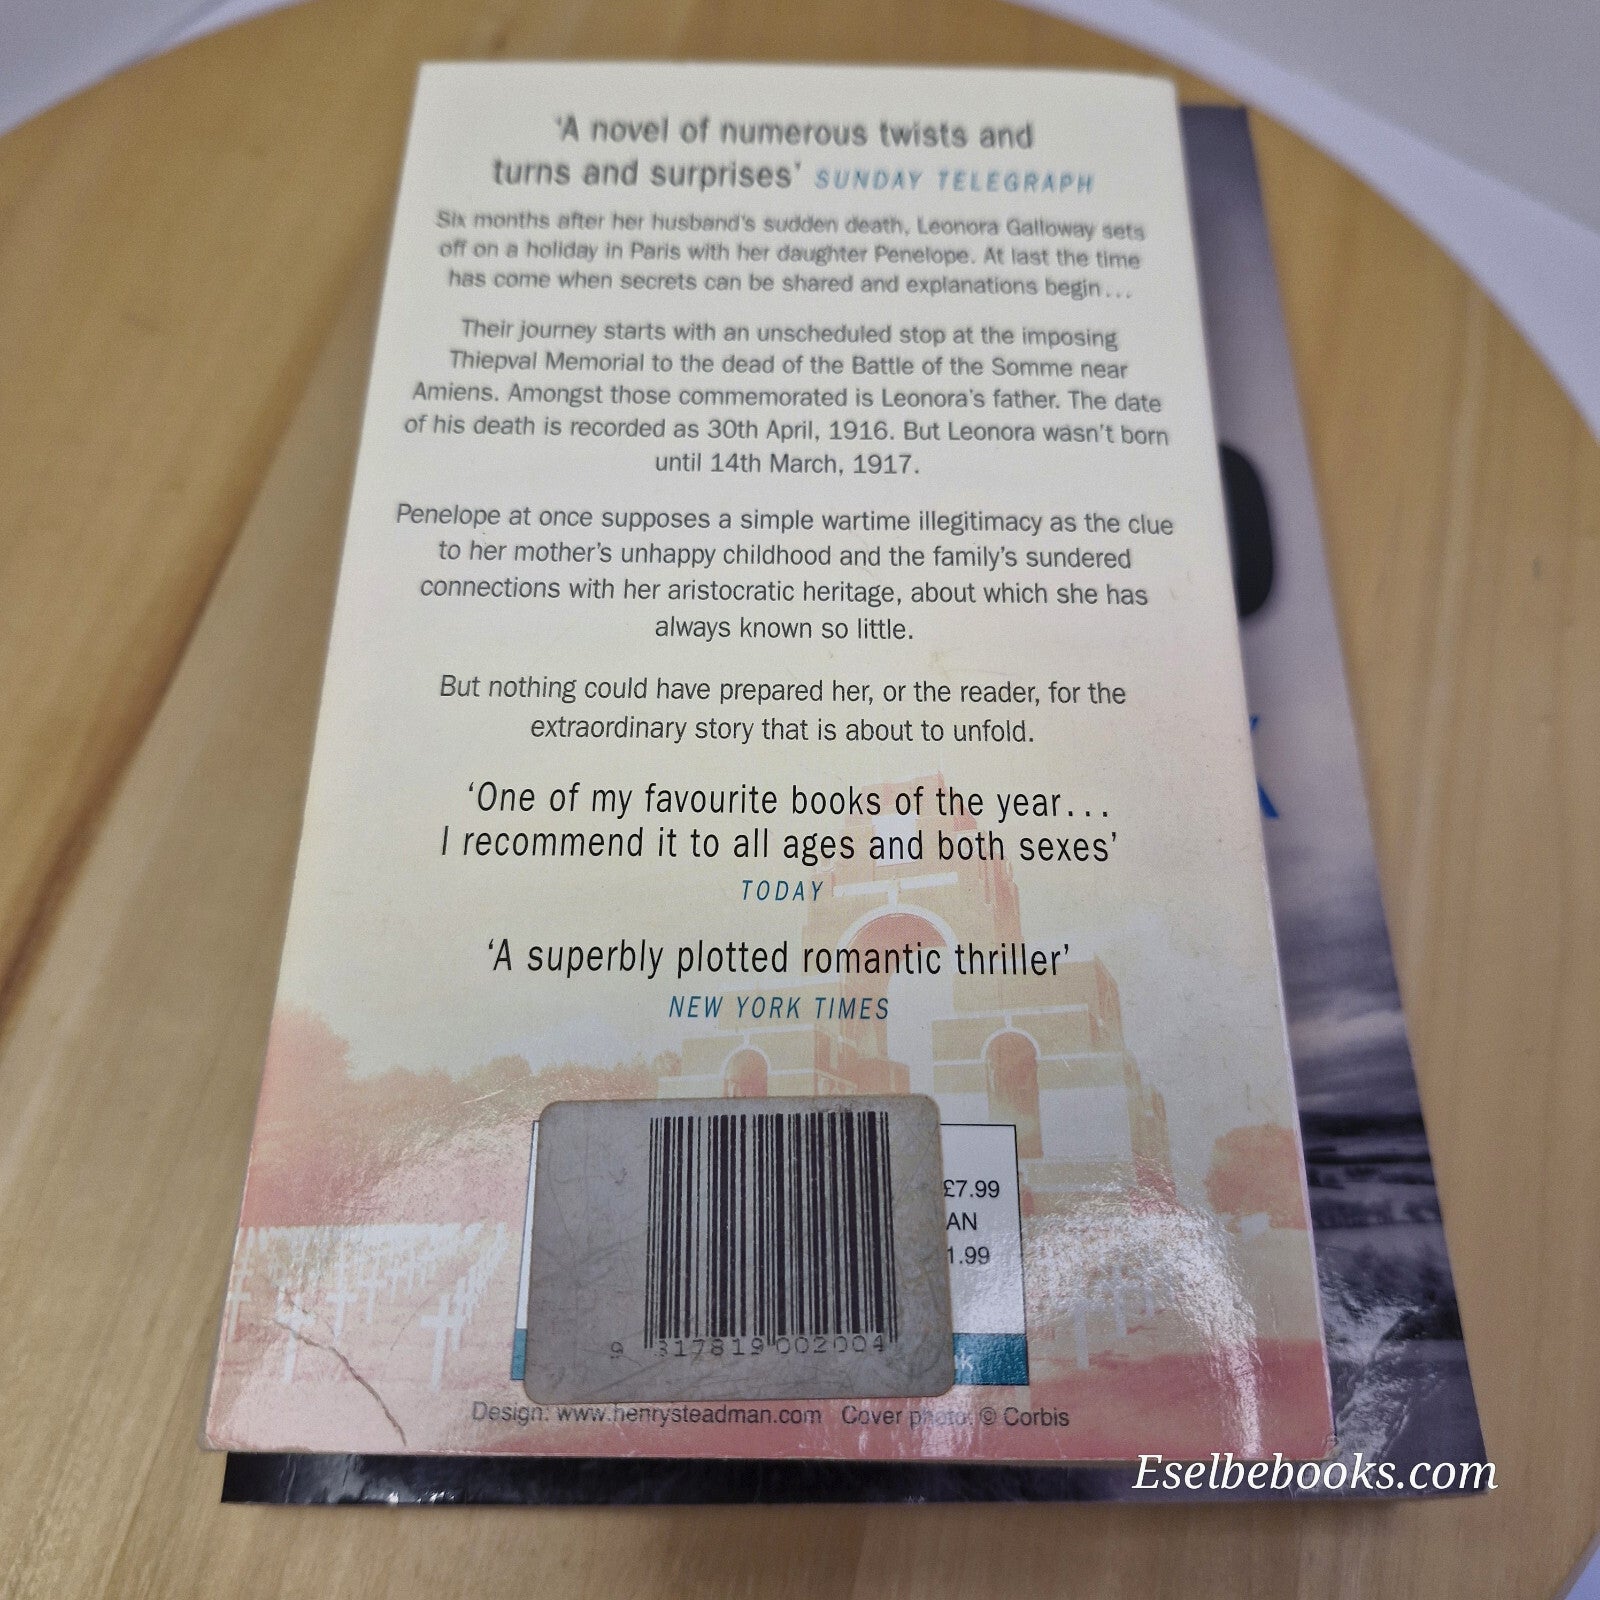 ‘A novel of numerous twists and
turns and surprises’ SUNDAY TELEGRAPH
Six months after her husband's sudden death, Leonora Galloway sets
off on a holiday in Paris with her daughter Penelope. At last the time
has come when secrets can be shared and explanations begin...
Their journey starts with an unscheduled stop at the imposing
Thiepval Memorial to the dead of the Battle of the Somme near
Amiens. Amongst those commemorated is Leonora's father. The date
of his death is recorded as 30th April, 1916. But Leonora wasn't born
until 14th March, 1917.
Penelope at once supposes a simple wartime illegitimacy as the clue
to her mother's unhappy childhood and the family's sundered
connections with her aristocratic heritage, about which she has
always known so little.
But nothing could have prepared her, or the reader, for the
extraordinary story that is about to unfold.
‘One of my favourite books of the year...
I recommend it to all ages and both sexes’
TODAY
‘A superbly plotted romantic thriller’
NEW YORK TIMES
£7.99
AN
1.99
9 317819 002004
k
Design: www.henrysteadman.com Cover photo: © Corbis
Eselbebooks.com